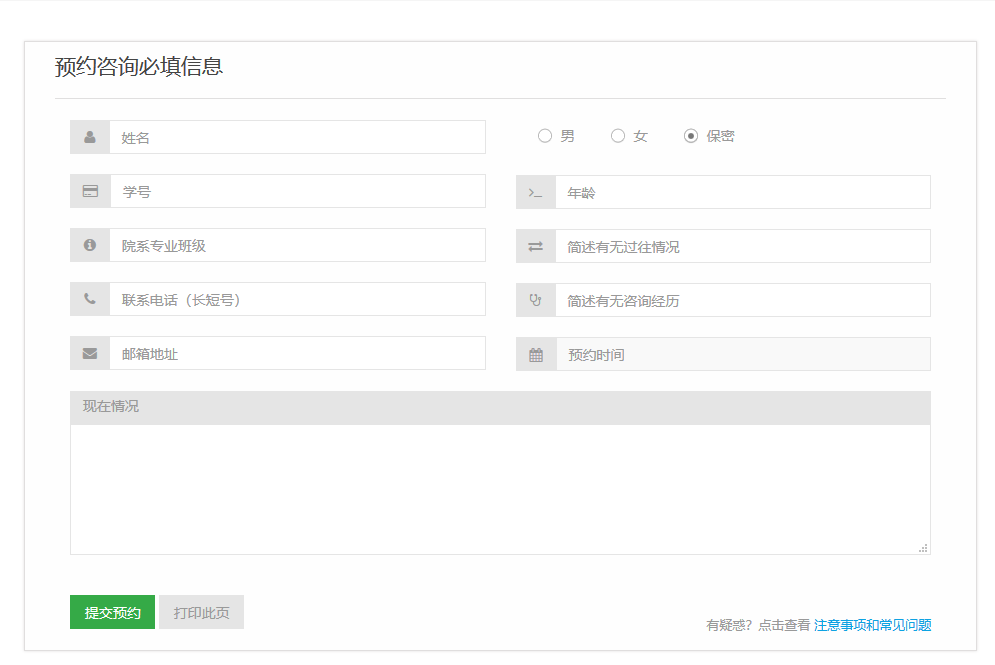 预约咨询必填信息
姓名
男
女
保密
学号
年龄
院系专业班级
简述有无过往情况
联系电话（长短号）
简述有无咨询经历
邮箱地址
预约时间
现在情况
提交预约
打印此页
有疑惑？点击查看 注意事项和常见问题